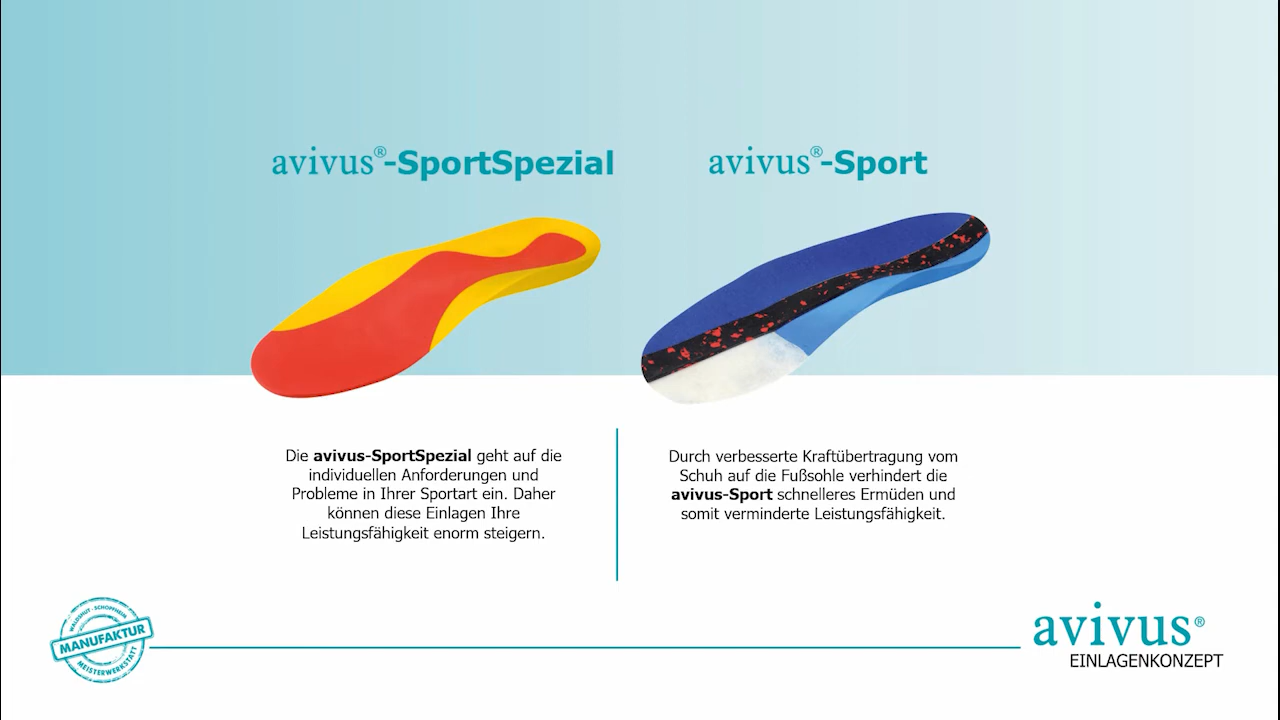 avivus®-SportSpezial
avivus®-Sport
Die avivus-SportSpezial geht auf die
individuellen Anforderungen und
Probleme in Ihrer Sportart ein. Daher
können diese Einlagen Ihre
Leistungsfähigkeit enorm steigern.
Durch verbesserte Kraftübertragung vom
Schuh auf die Fußsohle verhindert die
avivus-Sport schnelleres Ermüden und
somit verminderte Leistungsfähigkeit.
WALDSHUT - SCHOPFHEIM
MANUFAKTUR
MEISTERWERKSTATT
avivus®
EINLAGENKONZEPT